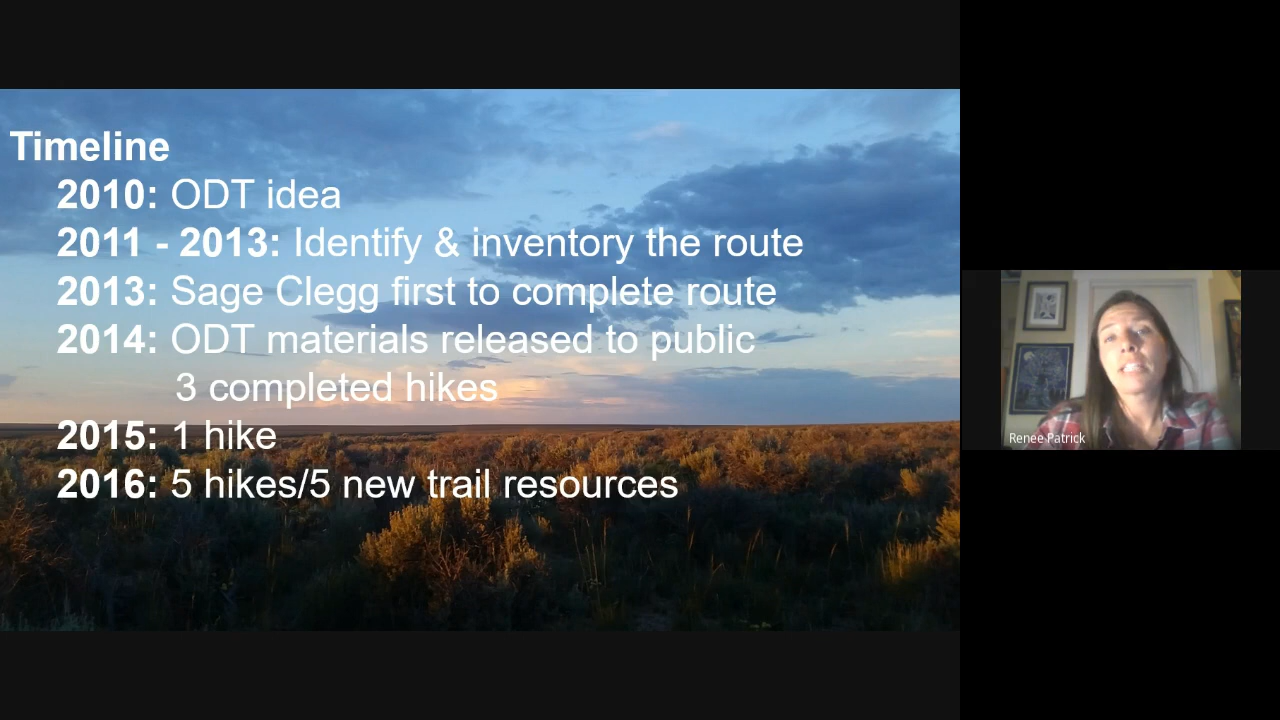 Timeline
2010: ODT idea
2011 - 2013: Identify & inventory the route
2013: Sage Clegg first to complete route
2014: ODT materials released to public
3 completed hikes
2015: 1 hike
2016: 5 hikes/5 new trail resources
Renee Patrick